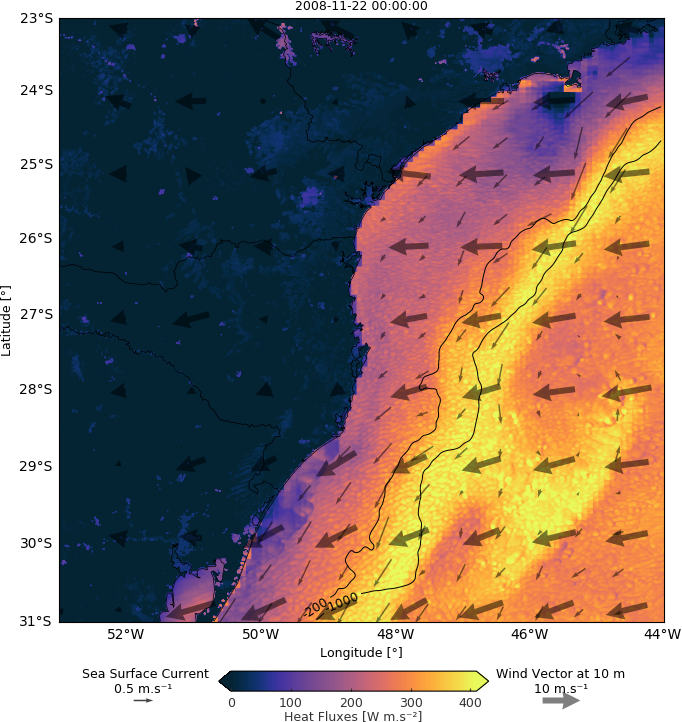 2008-11-22 00:00:00
23°S
24°S
25°S
26°S
27°S
28°S
29°S
30°S
31°S
Latitude [°]
-200
-1000
52°W 50°W 48°W 46°W 44°W
Longitude [°]
Sea Surface Current
0.5 m.s⁻¹
Wind Vector at 10 m
10 m.s⁻¹
0 100 200 300 400
Heat Fluxes [W m.s⁻²]